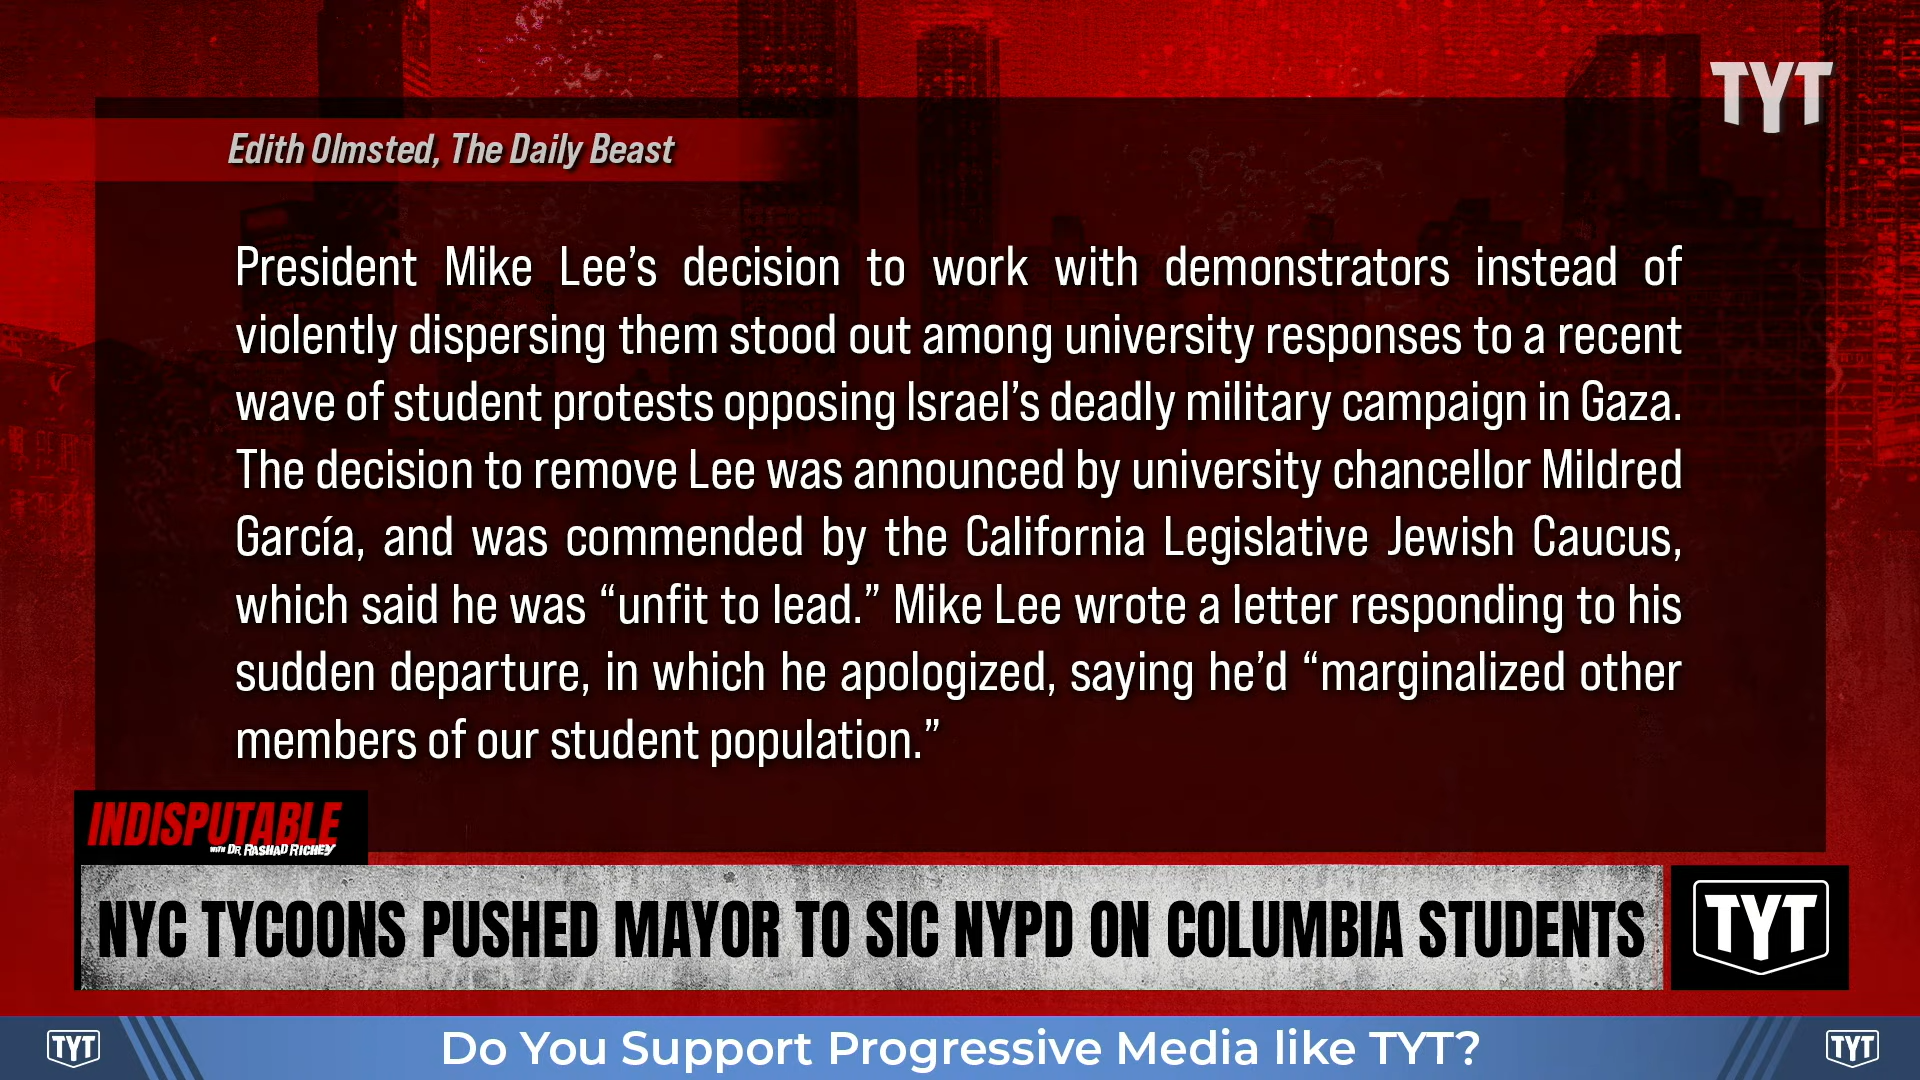 TYT
Edith Olmsted, The Daily Beast
President Mike Lee’s decision to work with demonstrators instead of
violently dispersing them stood out among university responses to a recent
wave of student protests opposing Israel’s deadly military campaign in Gaza.
The decision to remove Lee was announced by university chancellor Mildred
García, and was commended by the California Legislative Jewish Caucus,
which said he was “unfit to lead.” Mike Lee wrote a letter responding to his
sudden departure, in which he apologized, saying he’d “marginalized other
members of our student population.”
INDISPUTABLE
WITH DR RASHAD RICHEY
NYC TYCOONS PUSHED MAYOR TO SIC NYPD ON COLUMBIA STUDENTS
TYT
TYT
Do You Support Progressive Media like TYT?
TYT